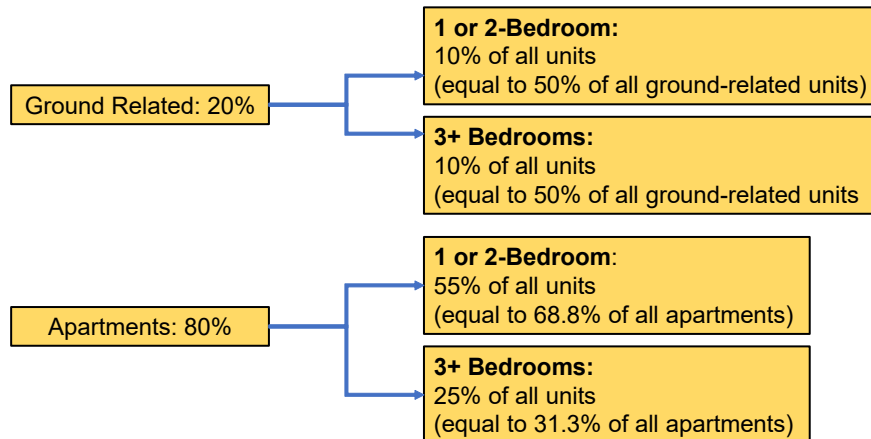 Ground Related: 20%
1 or 2-Bedroom:
10% of all units
(equal to 50% of all ground-related units)
3+ Bedrooms:
10% of all units
(equal to 50% of all ground-related units
Apartments: 80%
1 or 2-Bedroom:
55% of all units
(equal to 68.8% of all apartments)
3+ Bedrooms:
25% of all units
(equal to 31.3% of all apartments)